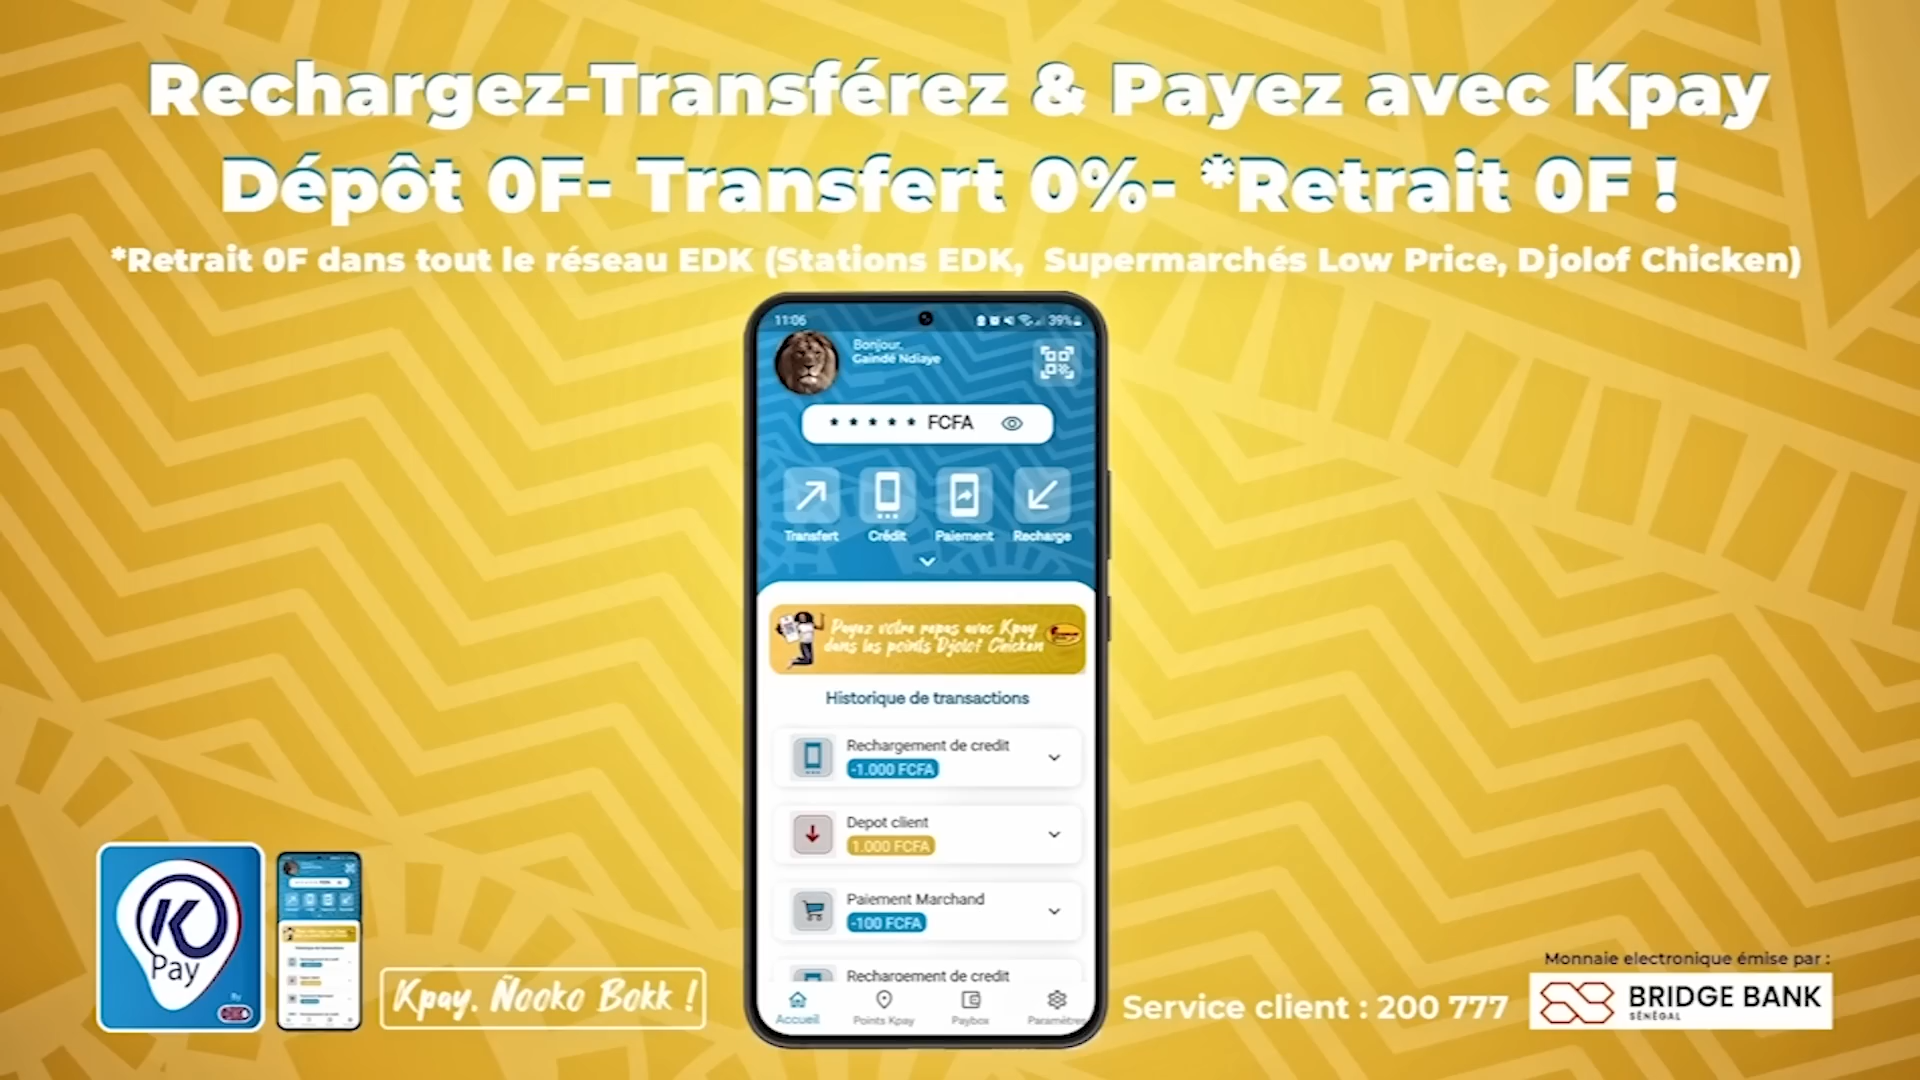 Rechargez-Transférez & Payez avec Kpay
Dépôt 0F- Transfert 0%- *Retrait 0F !
*Retrait 0F dans tout le réseau EDK (Stations EDK, Supermarchés Low Price, Djolof Chicken)
11:06
39%
Bonjour,
Gaindé Ndiaye
* * * * * FCFA
Transfert
Crédit
Paiement
Recharge
Payez votre repas avec Kpay
dans les points Djolof Chicken
Historique de transactions
Rechargement de credit
-1.000 FCFA
Depot client
1.000 FCFA
Paiement Marchand
-100 FCFA
Rechargement de credit
Accueil
Points Kpay
Paybox
Paramètres
K
Pay
By
EDK
Kpay. Ñooko Bokk !
Service client : 200 777
Monnaie electronique émise par :
BRIDGE BANK
SÉNÉGAL